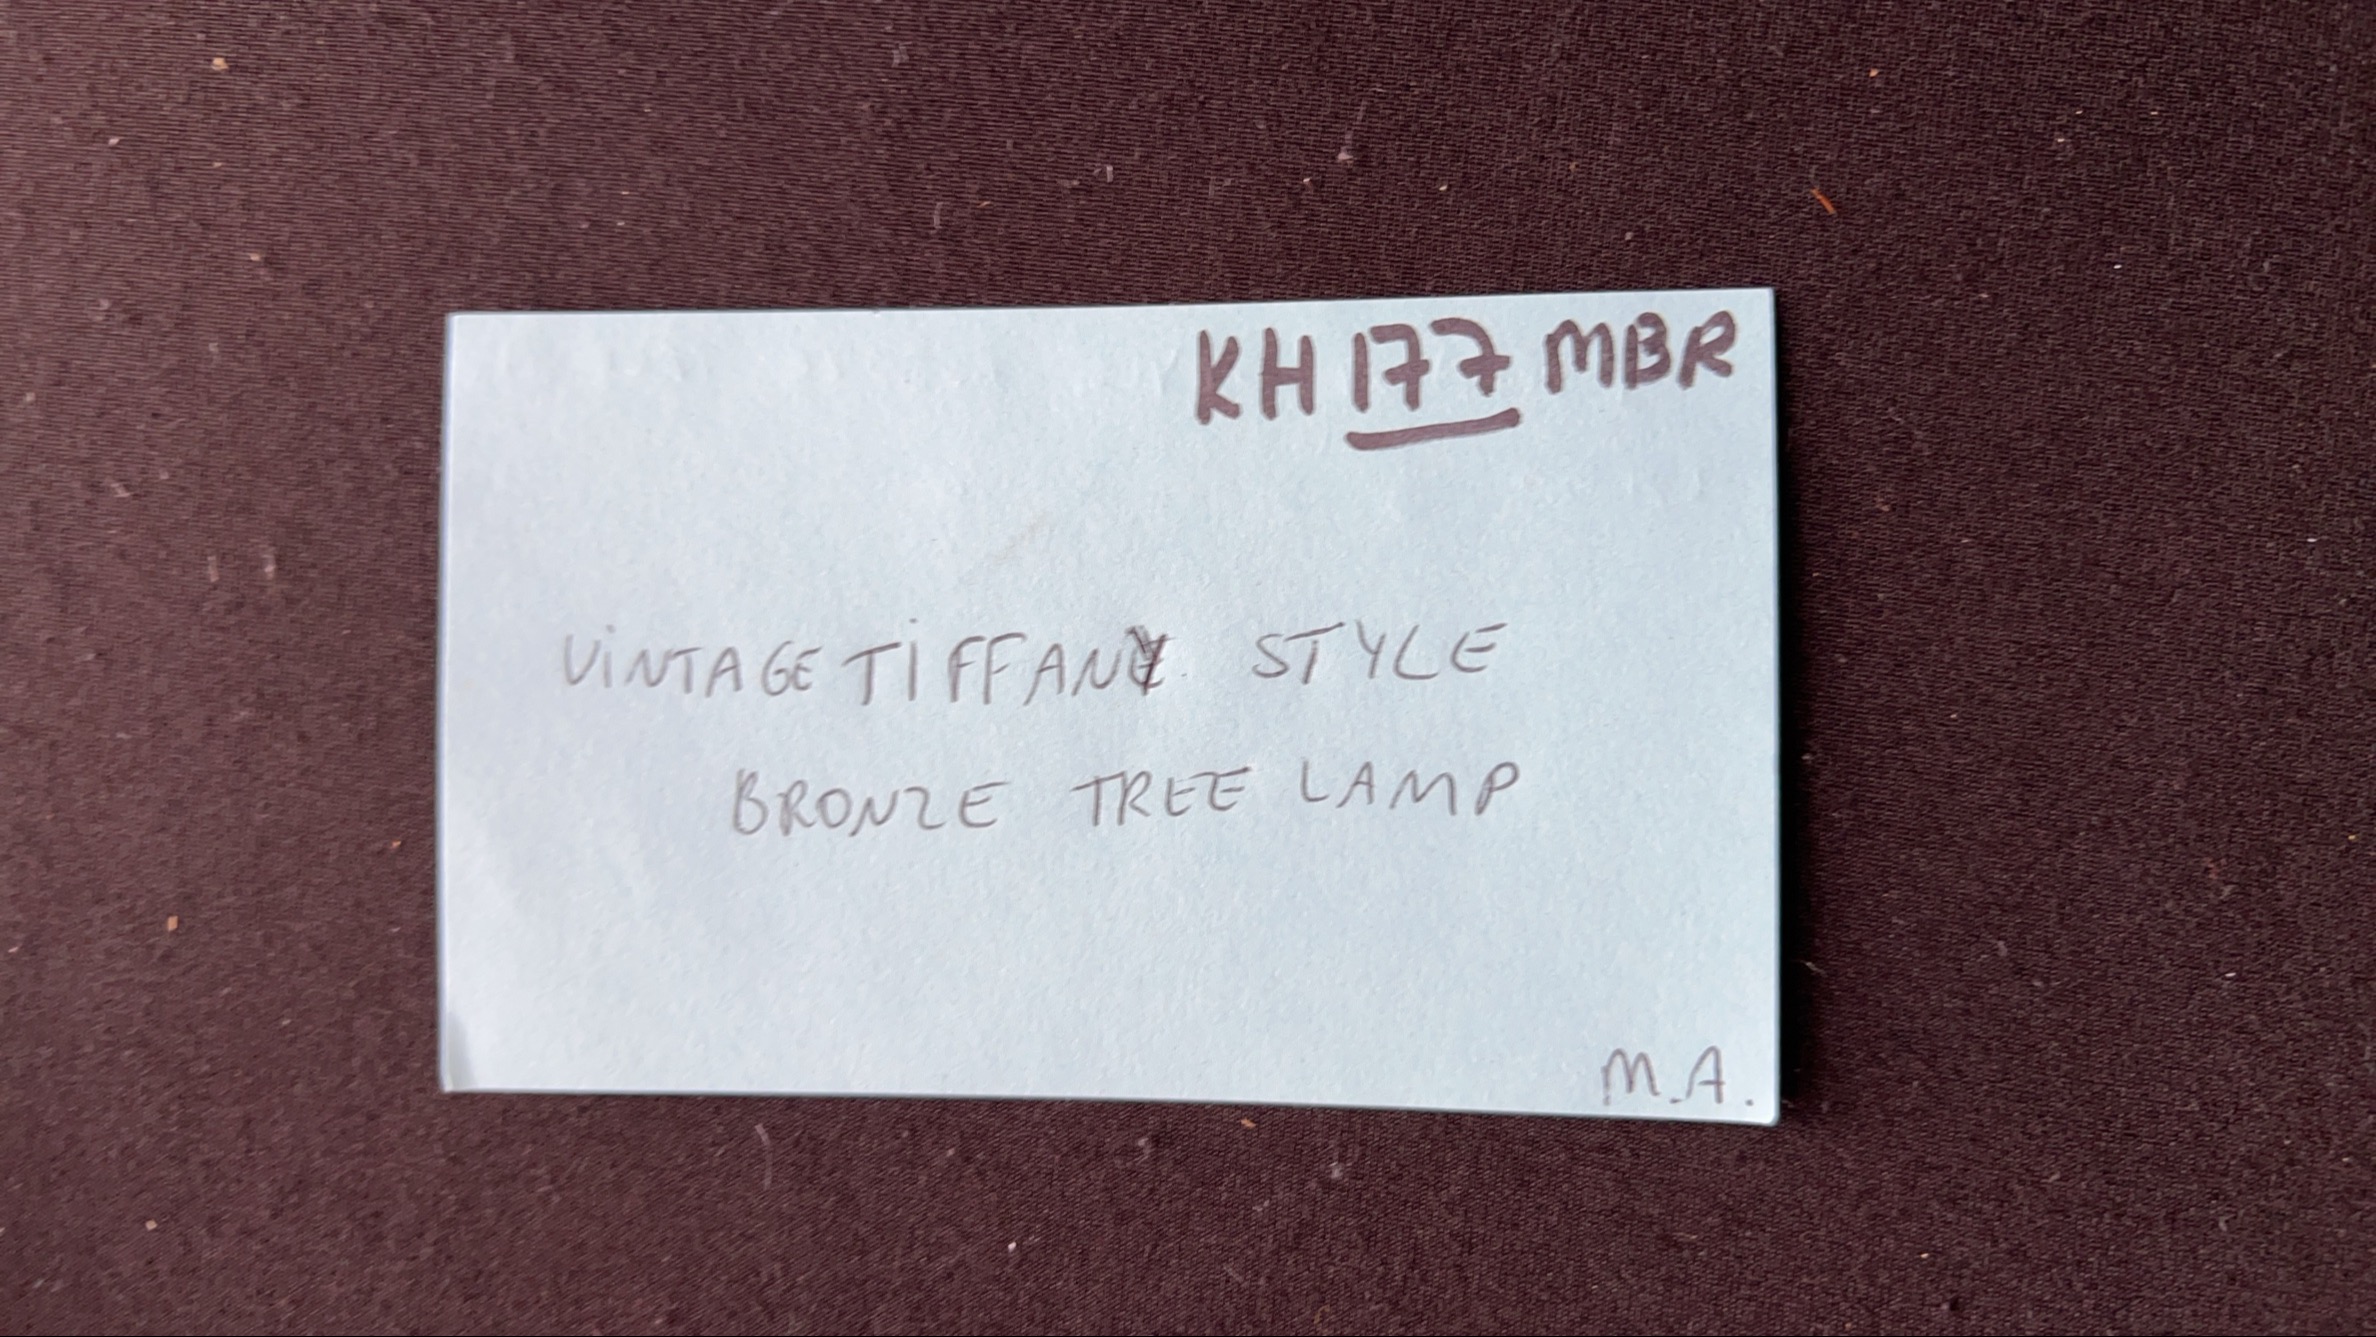 KH 177 MBR
ViNTAGE TiFFANY STYLE
BRONZE TREE LAMP
M.A.